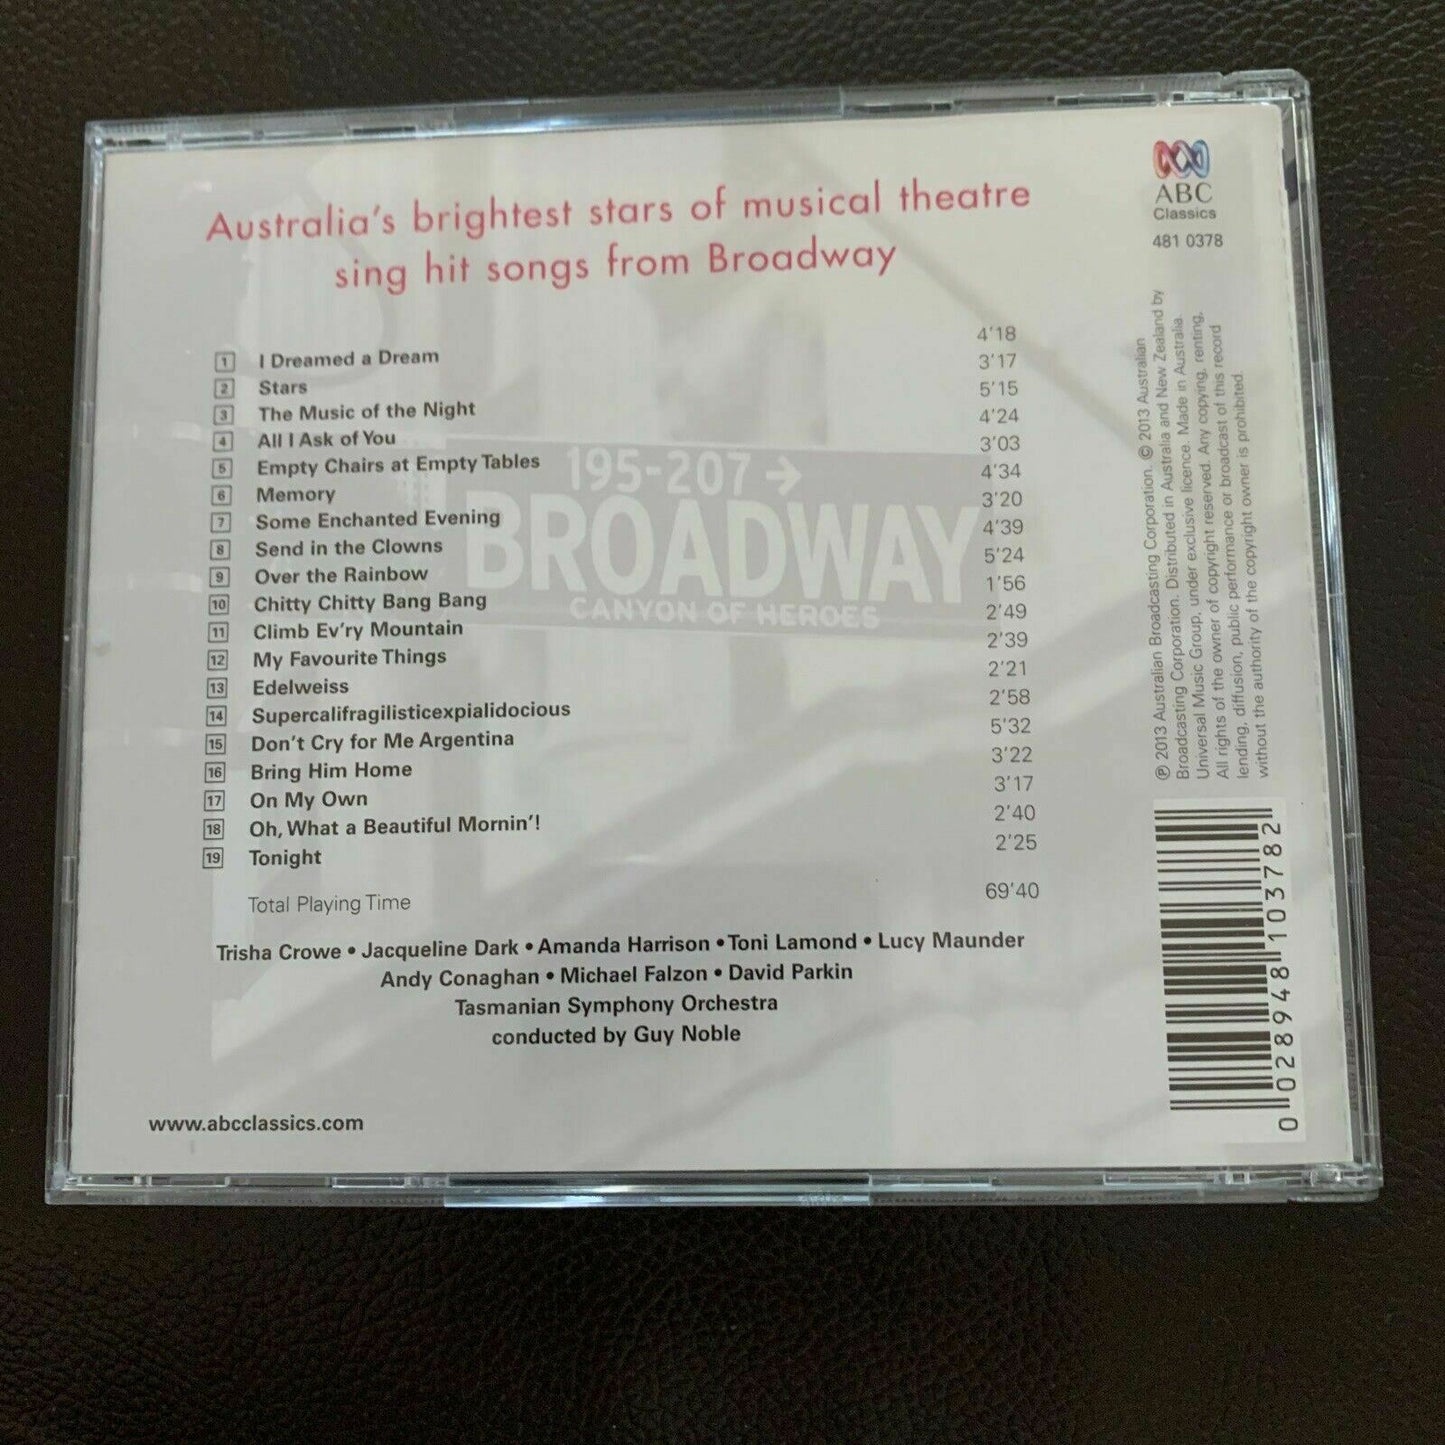 Australia's brightest stars of musical theatre
sing hit songs from Broadway
ABC
Classics
481 0378
1 I Dreamed a Dream 4'18
2 Stars 3'17
3 The Music of the Night 5'15
4 All I Ask of You 4'24
5 Empty Chairs at Empty Tables 3'03
6 Memory 4'34
7 Some Enchanted Evening 3'20
8 Send in the Clowns 4'39
9 Over the Rainbow 5'24
10 Chitty Chitty Bang Bang 1'56
11 Climb Ev'ry Mountain 2'49
12 My Favourite Things 2'39
13 Edelweiss 2'21
14 Supercalifragilisticexpialidocious 2'58
15 Don't Cry for Me Argentina 5'32
16 Bring Him Home 3'22
17 On My Own 3'17
18 Oh, What a Beautiful Mornin'! 2'40
19 Tonight 2'25
Total Playing Time 69'40
195-207→
BROADWAY
CANYON OF HEROES
Trisha Crowe • Jacqueline Dark • Amanda Harrison • Toni Lamond • Lucy Maunder
Andy Conaghan • Michael Falzon • David Parkin
Tasmanian Symphony Orchestra
conducted by Guy Noble
www.abcclassics.com
℗ 2013 Australian Broadcasting Corporation. © 2013 Australian
Broadcasting Corporation. Distributed in Australia and New Zealand by
Universal Music Group, under exclusive licence. Made in Australia.
All rights of the owner of copyright reserved. Any copying, renting,
lending, diffusion, public performance or broadcast of this record
without the authority of the copyright owner is prohibited.
0 028948 103782